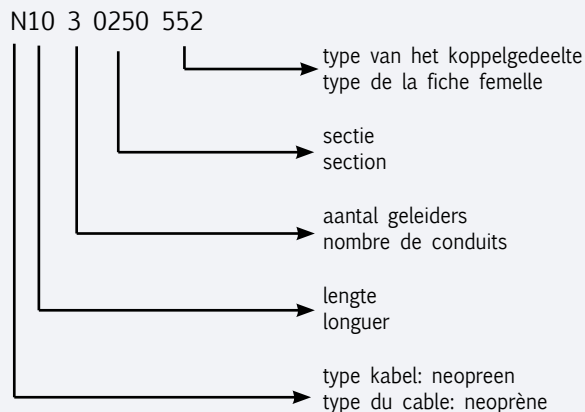 N10 3 0250 552
type van het koppelgedeelte
type de la fiche femelle
sectie
section
aantal geleiders
nombre de conduits
lengte
longuer
type kabel: neopreen
type du cable: neoprène